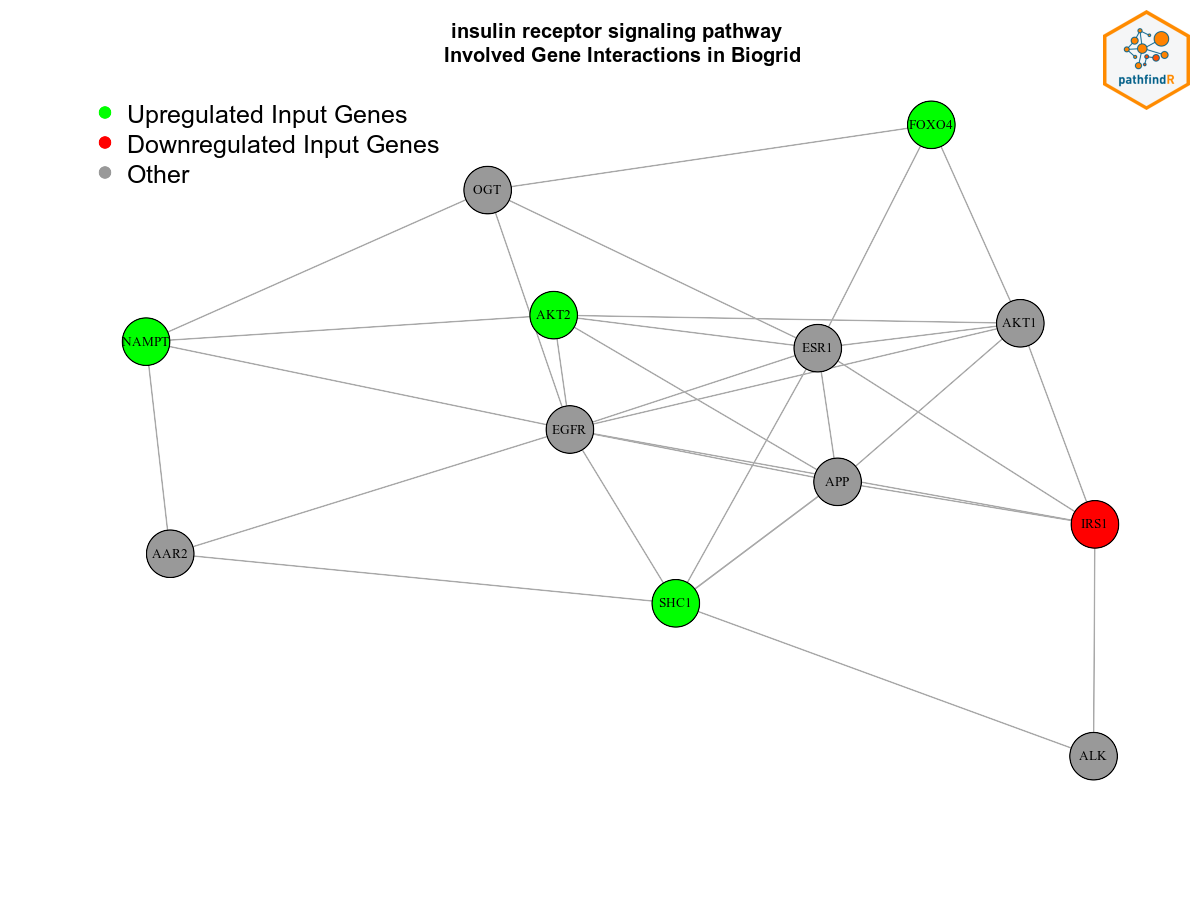 insulin receptor signaling pathway
Involved Gene Interactions in Biogrid
pathfindR
Upregulated Input Genes
Downregulated Input Genes
Other
FOXO4
OGT
AKT2
AKT1
NAMPT
ESR1
EGFR
APP
IRS1
AAR2
SHC1
ALK